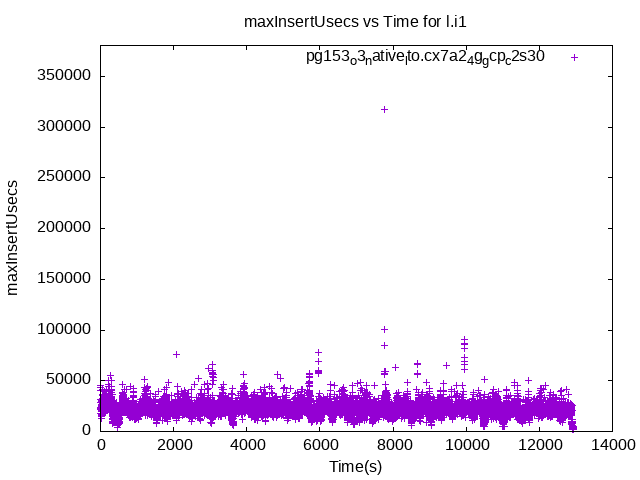 maxInsertUsecs vs Time for l.i1
pg153_o3_native_lto.cx7a2_4g_gcp_c2s30
350000
300000
250000
200000
150000
100000
50000
0
maxInsertUsecs
0 2000 4000 6000 8000 10000 12000 14000
Time(s)